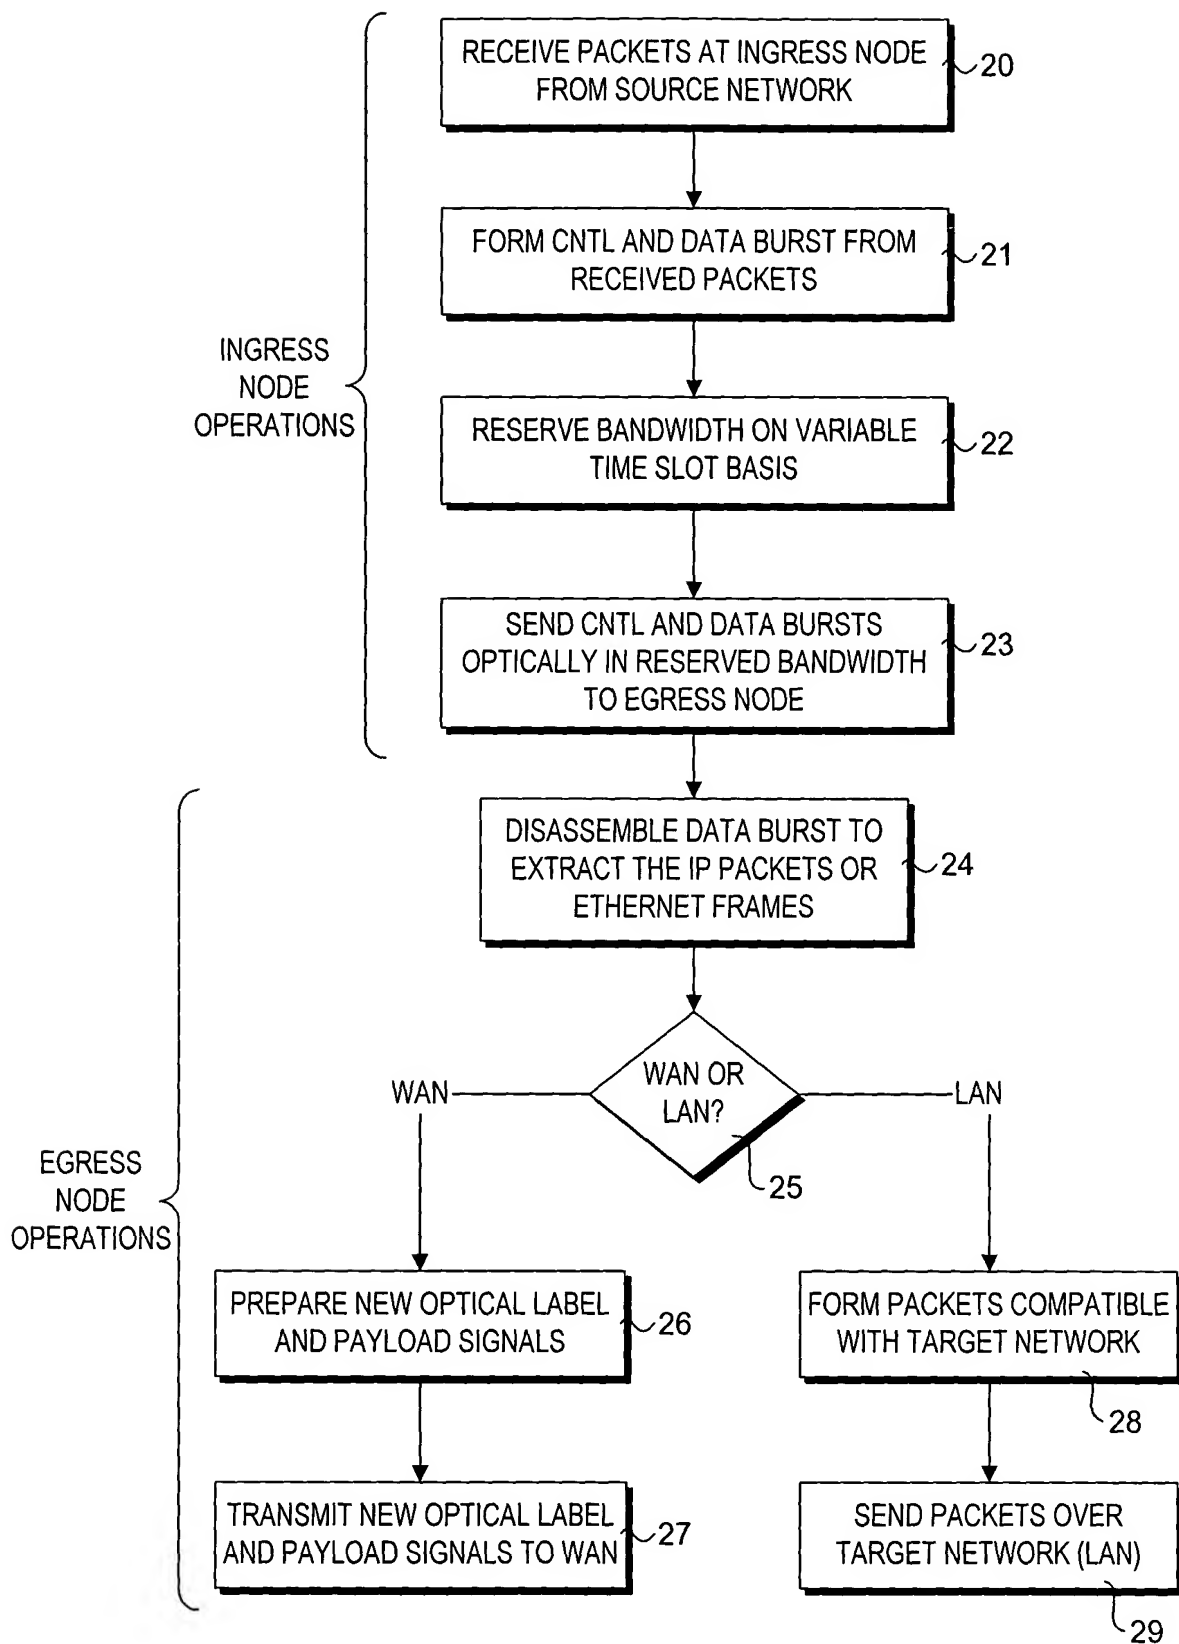 RECEIVE PACKETS AT INGRESS NODE
FROM SOURCE NETWORK
20
FORM CNTL AND DATA BURST FROM
RECEIVED PACKETS
21
INGRESS
NODE
OPERATIONS
RESERVE BANDWIDTH ON VARIABLE
TIME SLOT BASIS
22
SEND CNTL AND DATA BURSTS
OPTICALLY IN RESERVED BANDWIDTH
TO EGRESS NODE
23
DISASSEMBLE DATA BURST TO
EXTRACT THE IP PACKETS OR
ETHERNET FRAMES
24
WAN OR
LAN?
25
WAN
LAN
EGRESS
NODE
OPERATIONS
PREPARE NEW OPTICAL LABEL
AND PAYLOAD SIGNALS
26
FORM PACKETS COMPATIBLE
WITH TARGET NETWORK
28
TRANSMIT NEW OPTICAL LABEL
AND PAYLOAD SIGNALS TO WAN
27
SEND PACKETS OVER
TARGET NETWORK (LAN)
29